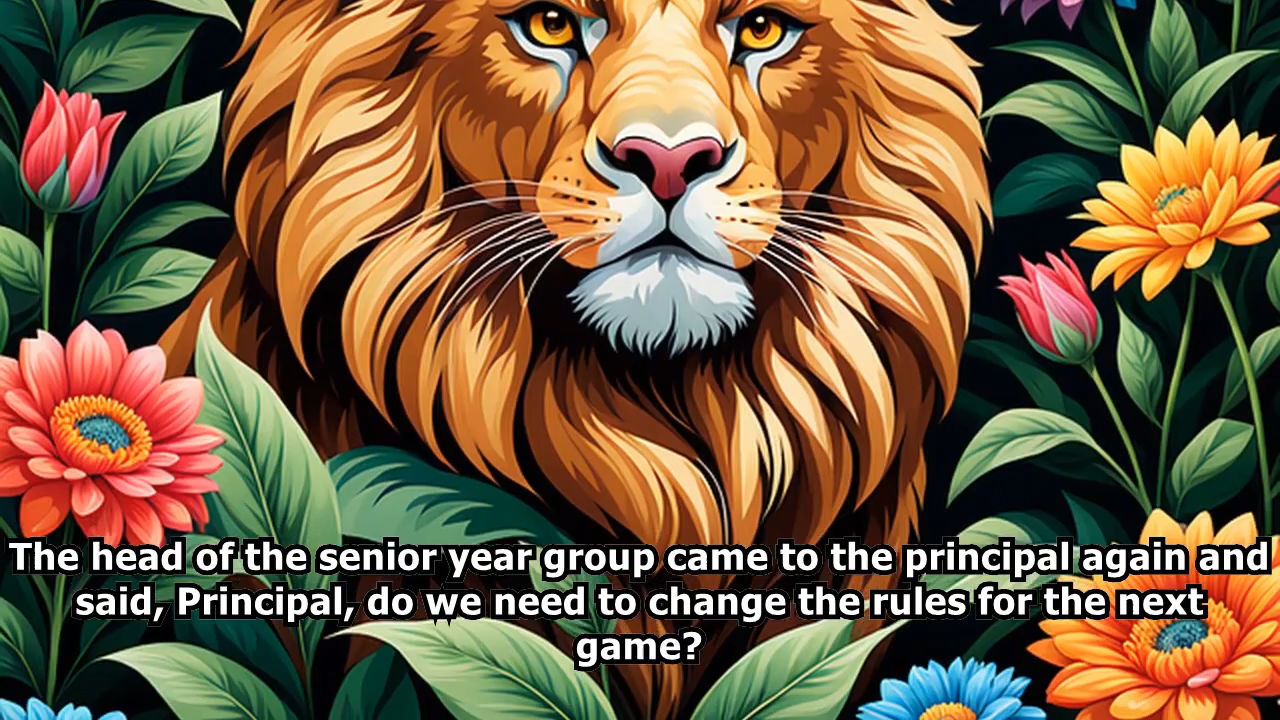 The head of the senior year group came to the principal again and
said, Principal, do we need to change the rules for the next
game?